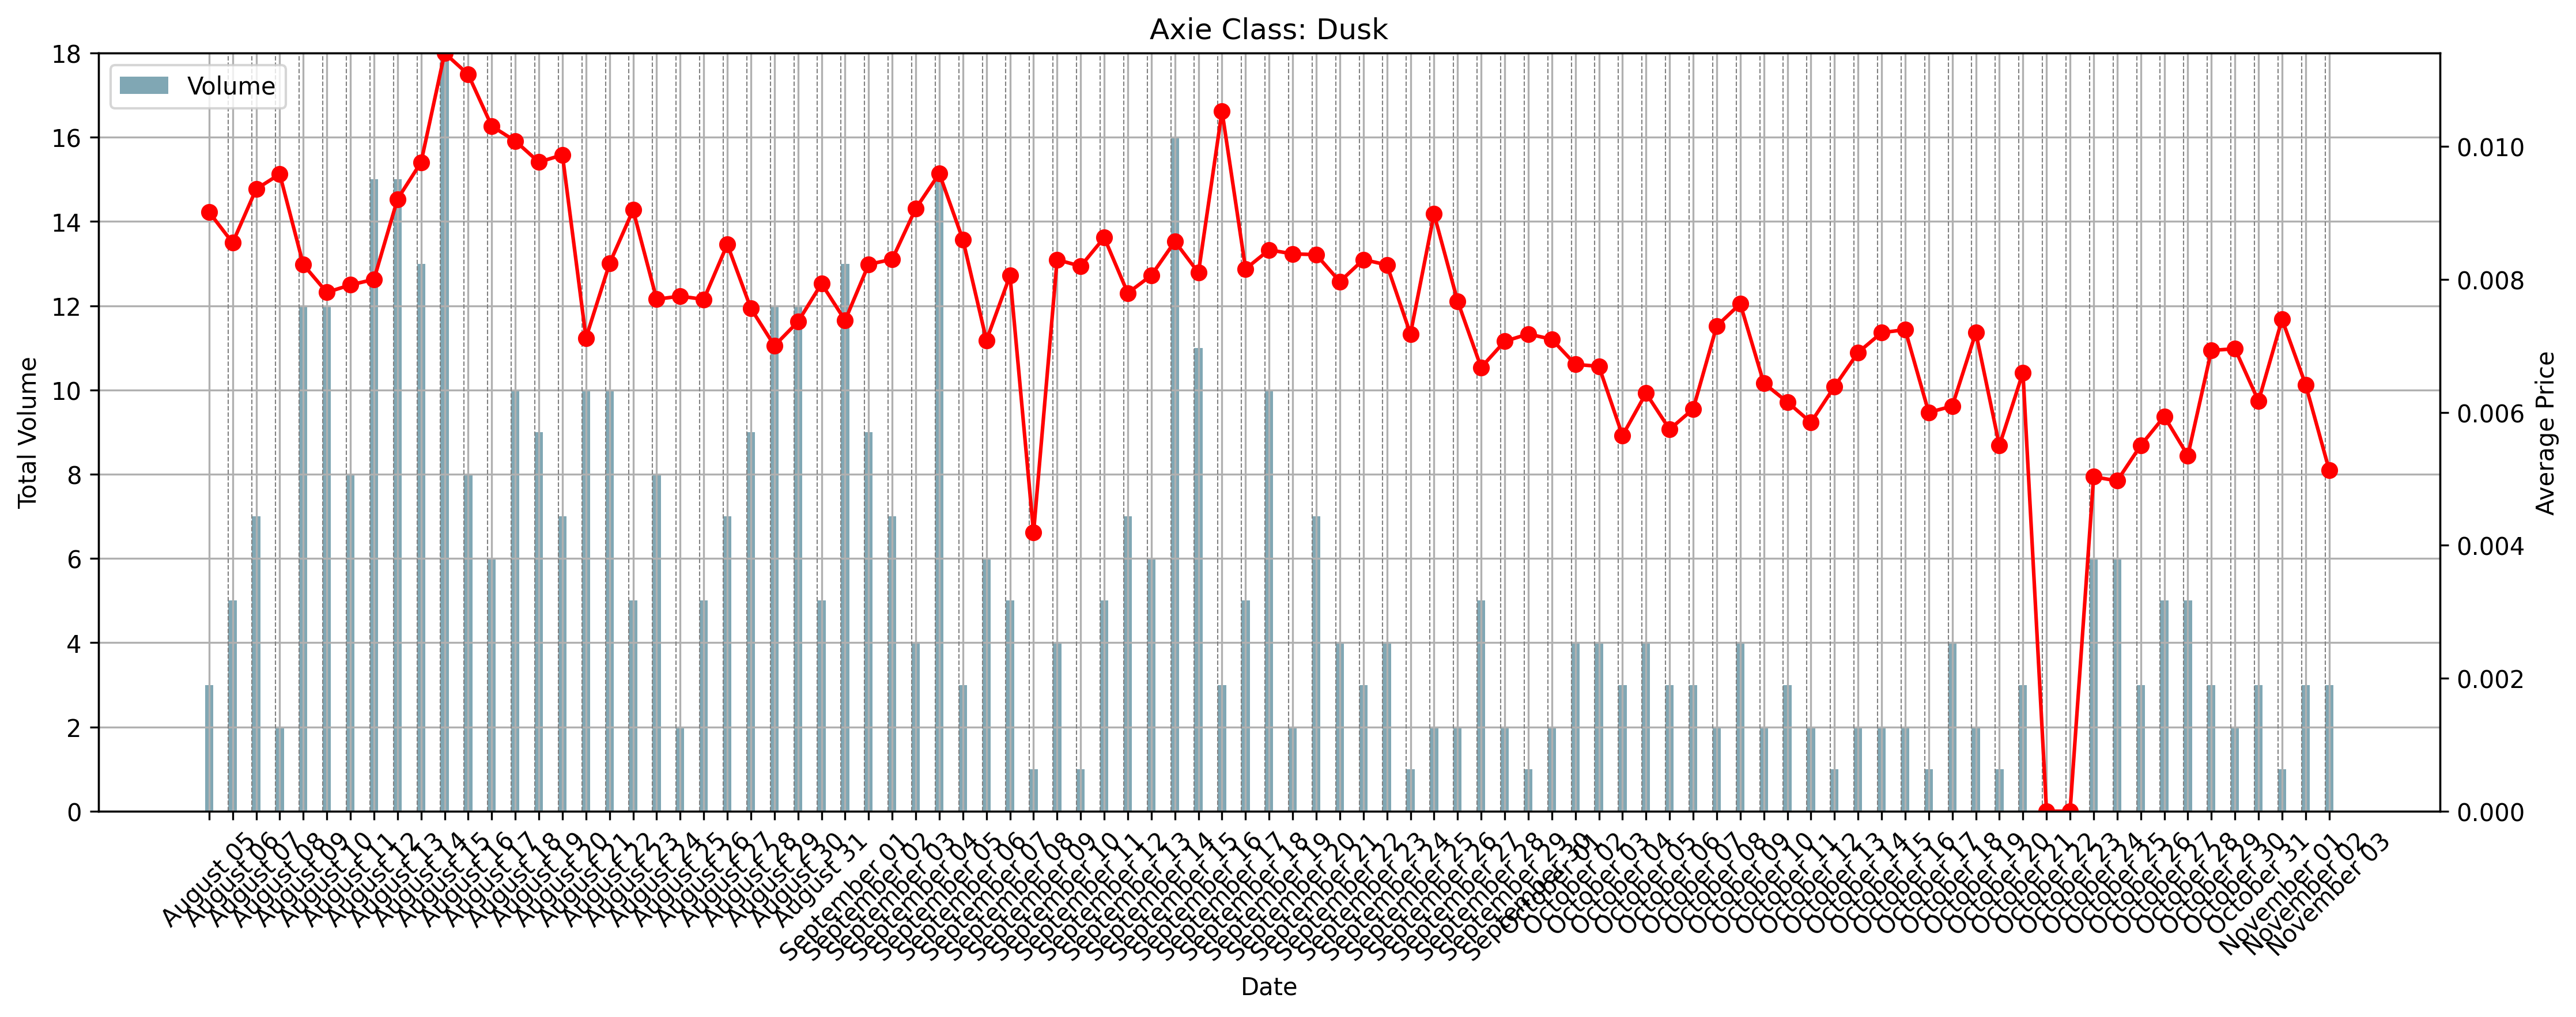 Axie Class: Dusk
Volume
18
16
14
12
10
8
6
4
2
0
Total Volume
0.010
0.008
0.006
0.004
0.002
0.000
Average Price
August 05
August 06
August 07
August 08
August 09
August 10
August 11
August 12
August 13
August 14
August 15
August 16
August 17
August 18
August 19
August 20
August 21
August 22
August 23
August 24
August 25
August 26
August 27
August 28
August 29
August 30
August 31
September 01
September 02
September 03
September 04
September 05
September 06
September 07
September 08
September 09
September 10
September 11
September 12
September 13
September 14
September 15
September 16
September 17
September 18
September 19
September 20
September 21
September 22
September 23
September 24
September 25
September 26
September 27
September 28
September 29
September 30
October 01
October 02
October 03
October 04
October 05
October 06
October 07
October 08
October 09
October 10
October 11
October 12
October 13
October 14
October 15
October 16
October 17
October 18
October 19
October 20
October 21
October 22
October 23
October 24
October 25
October 26
October 27
October 28
October 29
October 30
October 31
November 01
November 02
November 03
Date